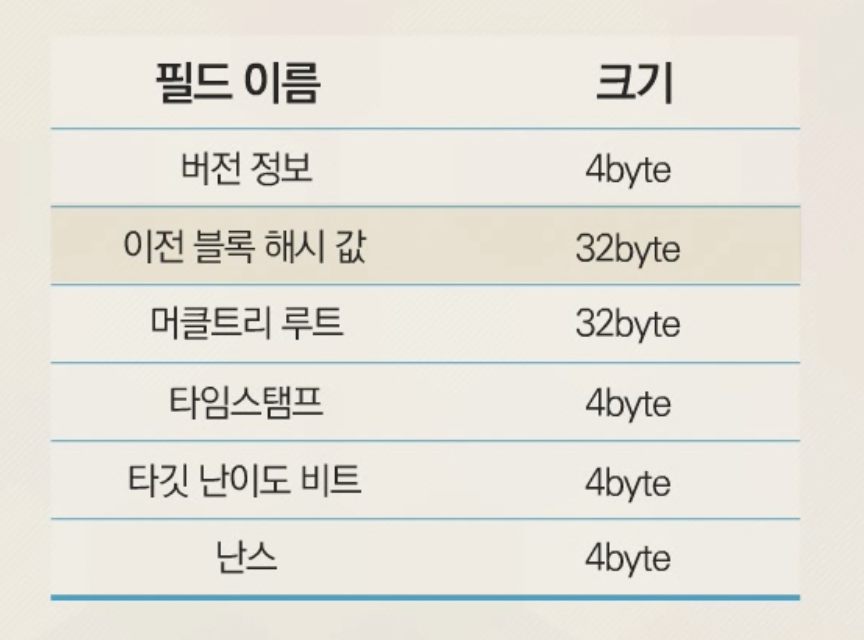 필드 이름 크기
버전 정보 4byte
이전 블록 해시 값 32byte
머클트리 루트 32byte
타임스탬프 4byte
타깃 난이도 비트 4byte
난스 4byte